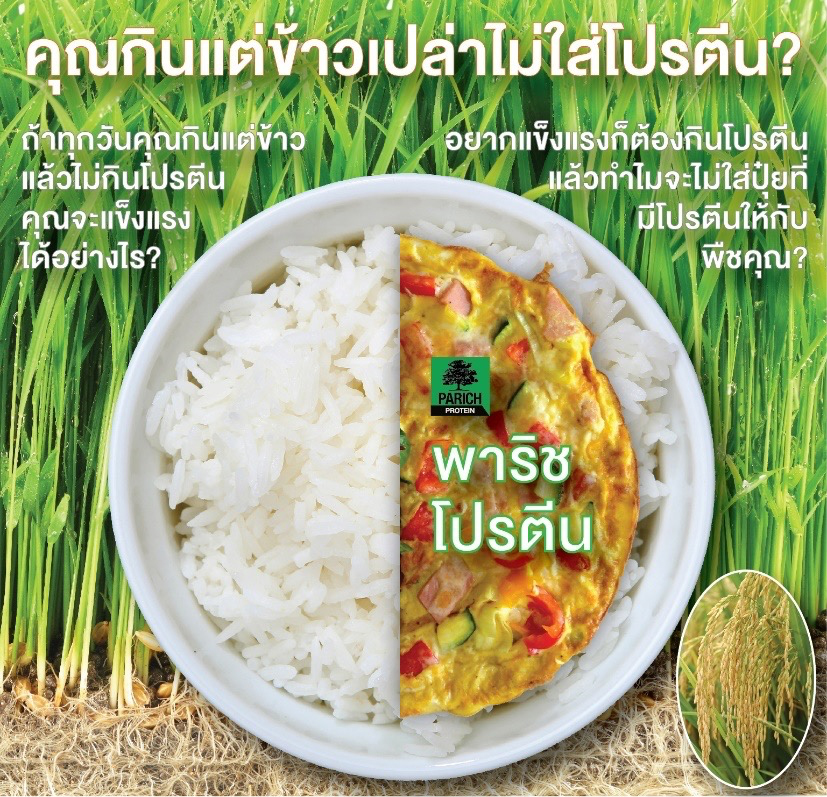 คุณกินแต่ข้าวเปล่าไม่ใส่โปรตีน?
ถ้าทุกวันคุณกินแต่ข้าว
แล้วไม่กินโปรตีน
คุณจะแข็งแรง
ได้อย่างไร?
อยากแข็งแรงก็ต้องกินโปรตีน
แล้วทำไมจะไม่ใส่ปุ๋ยที่
มีโปรตีนให้กับ
พืชคุณ?
PARICH
PROTEIN
พาริช
โปรตีน